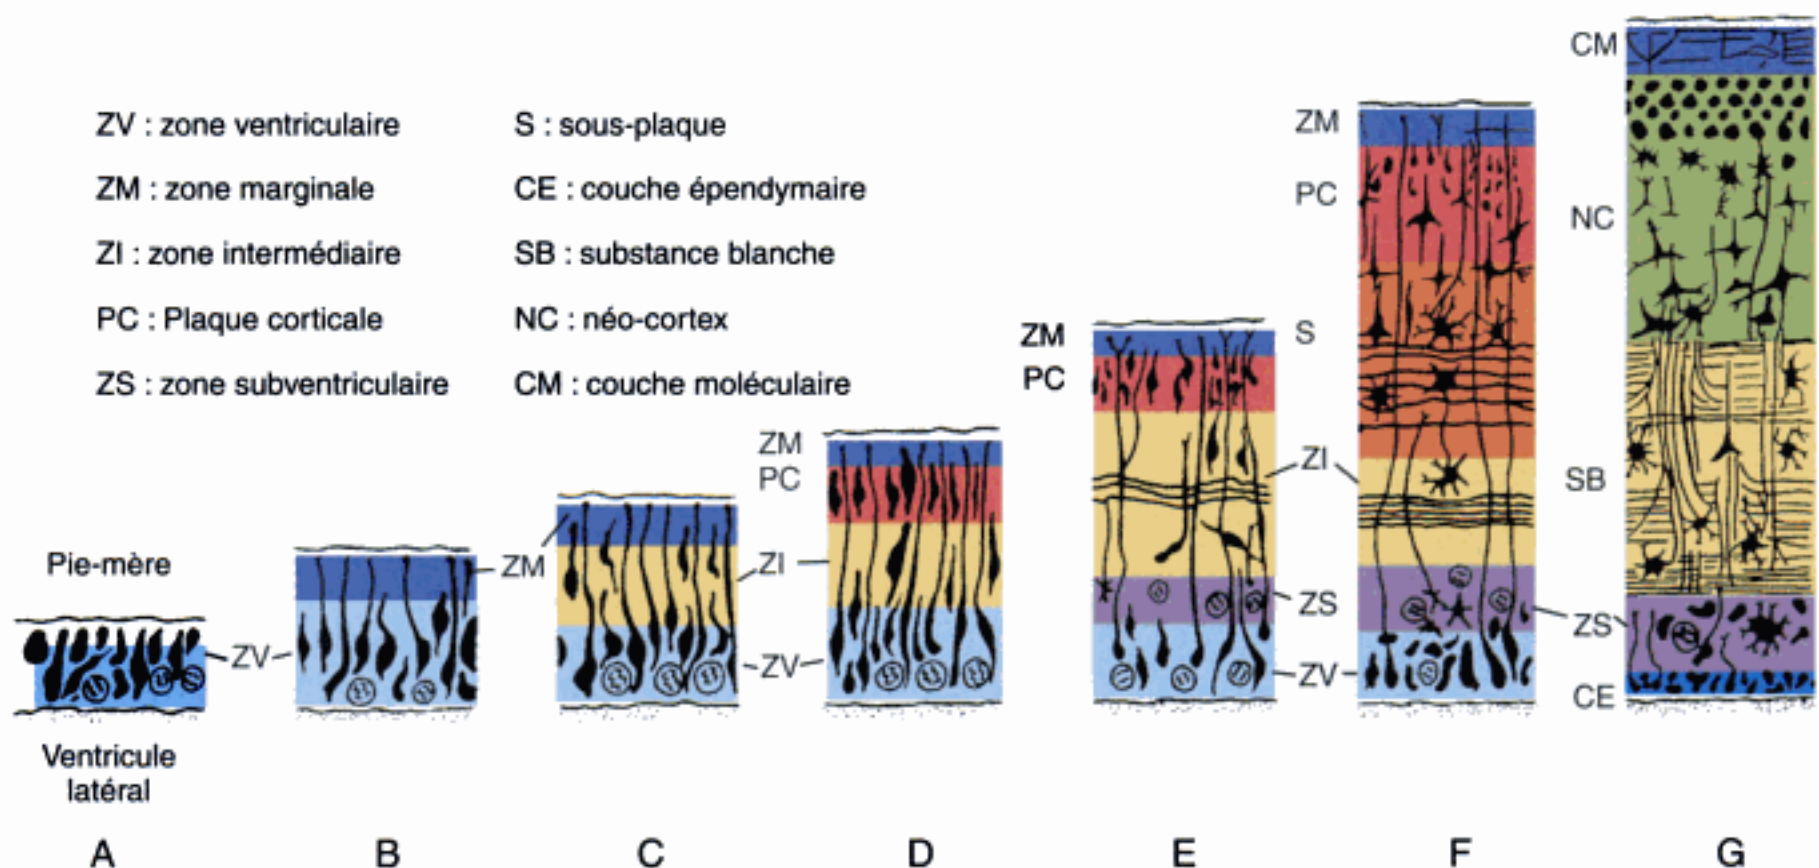 ZV : zone ventriculaire
ZM : zone marginale
ZI : zone intermédiaire
PC : Plaque corticale
ZS : zone subventriculaire
S : sous-plaque
CE : couche épendymaire
SB : substance blanche
NC : néo-cortex
CM : couche moléculaire
Pie-mère
Ventricule
latéral
ZV
ZM
ZM
PC
ZI
ZV
ZM
PC
ZI
ZS
ZV
ZM
PC
S
CM
NC
SB
ZS
CE
A
B
C
D
E
F
G